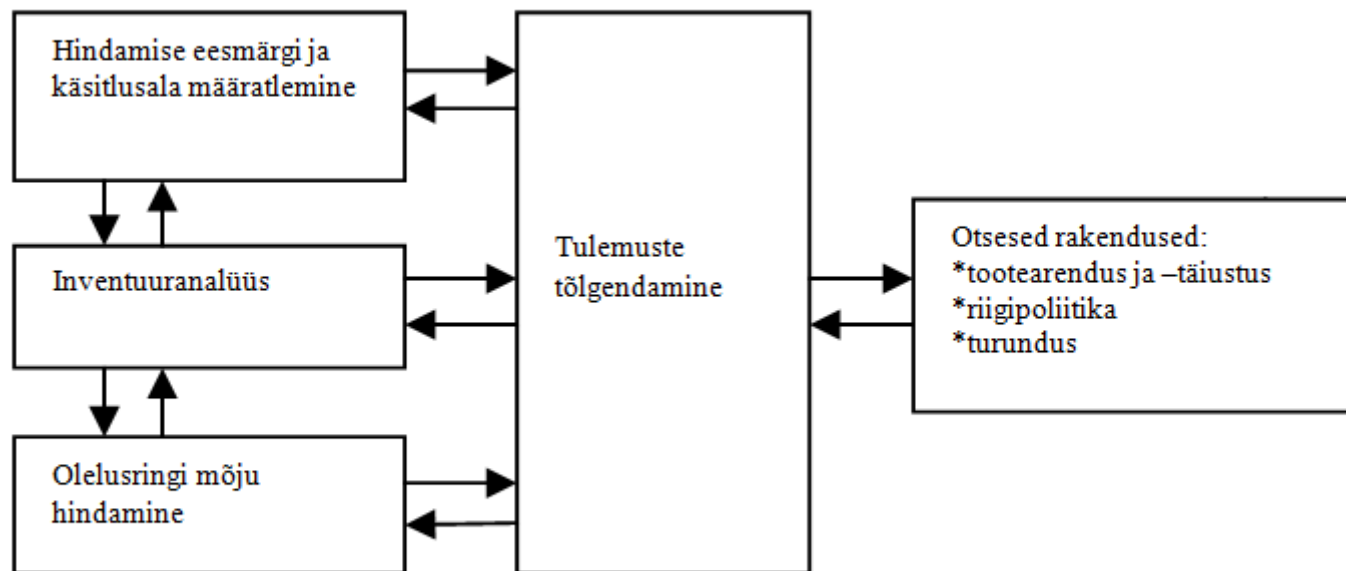 Hindamise eesmärgi ja
käsitlusala määratlemine
Inventuuranalüüs
Olelusringi mõju
hindamine
Tulemuste
tõlgendamine
Otsesed rakendused:
*tootearendus ja –täiustus
*riigipoliitika
*turundus